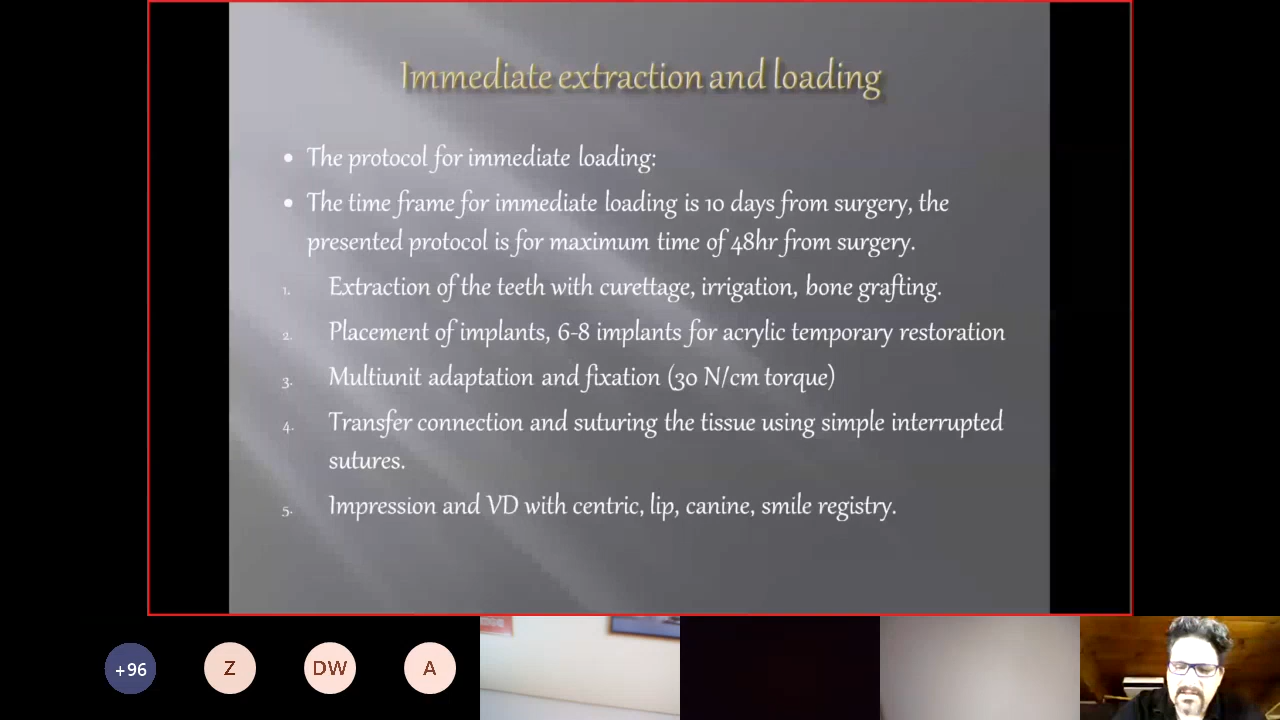 Immediate extraction and loading
• The protocol for immediate loading:
• The time frame for immediate loading is 10 days from surgery, the
presented protocol is for maximum time of 48hr from surgery.
1. Extraction of the teeth with curettage, irrigation, bone grafting.
2. Placement of implants, 6-8 implants for acrylic temporary restoration
3. Multiunit adaptation and fixation (30 N/cm torque)
4. Transfer connection and suturing the tissue using simple interrupted
sutures.
5. Impression and VD with centric, lip, canine, smile registry.
+96 Z DW A